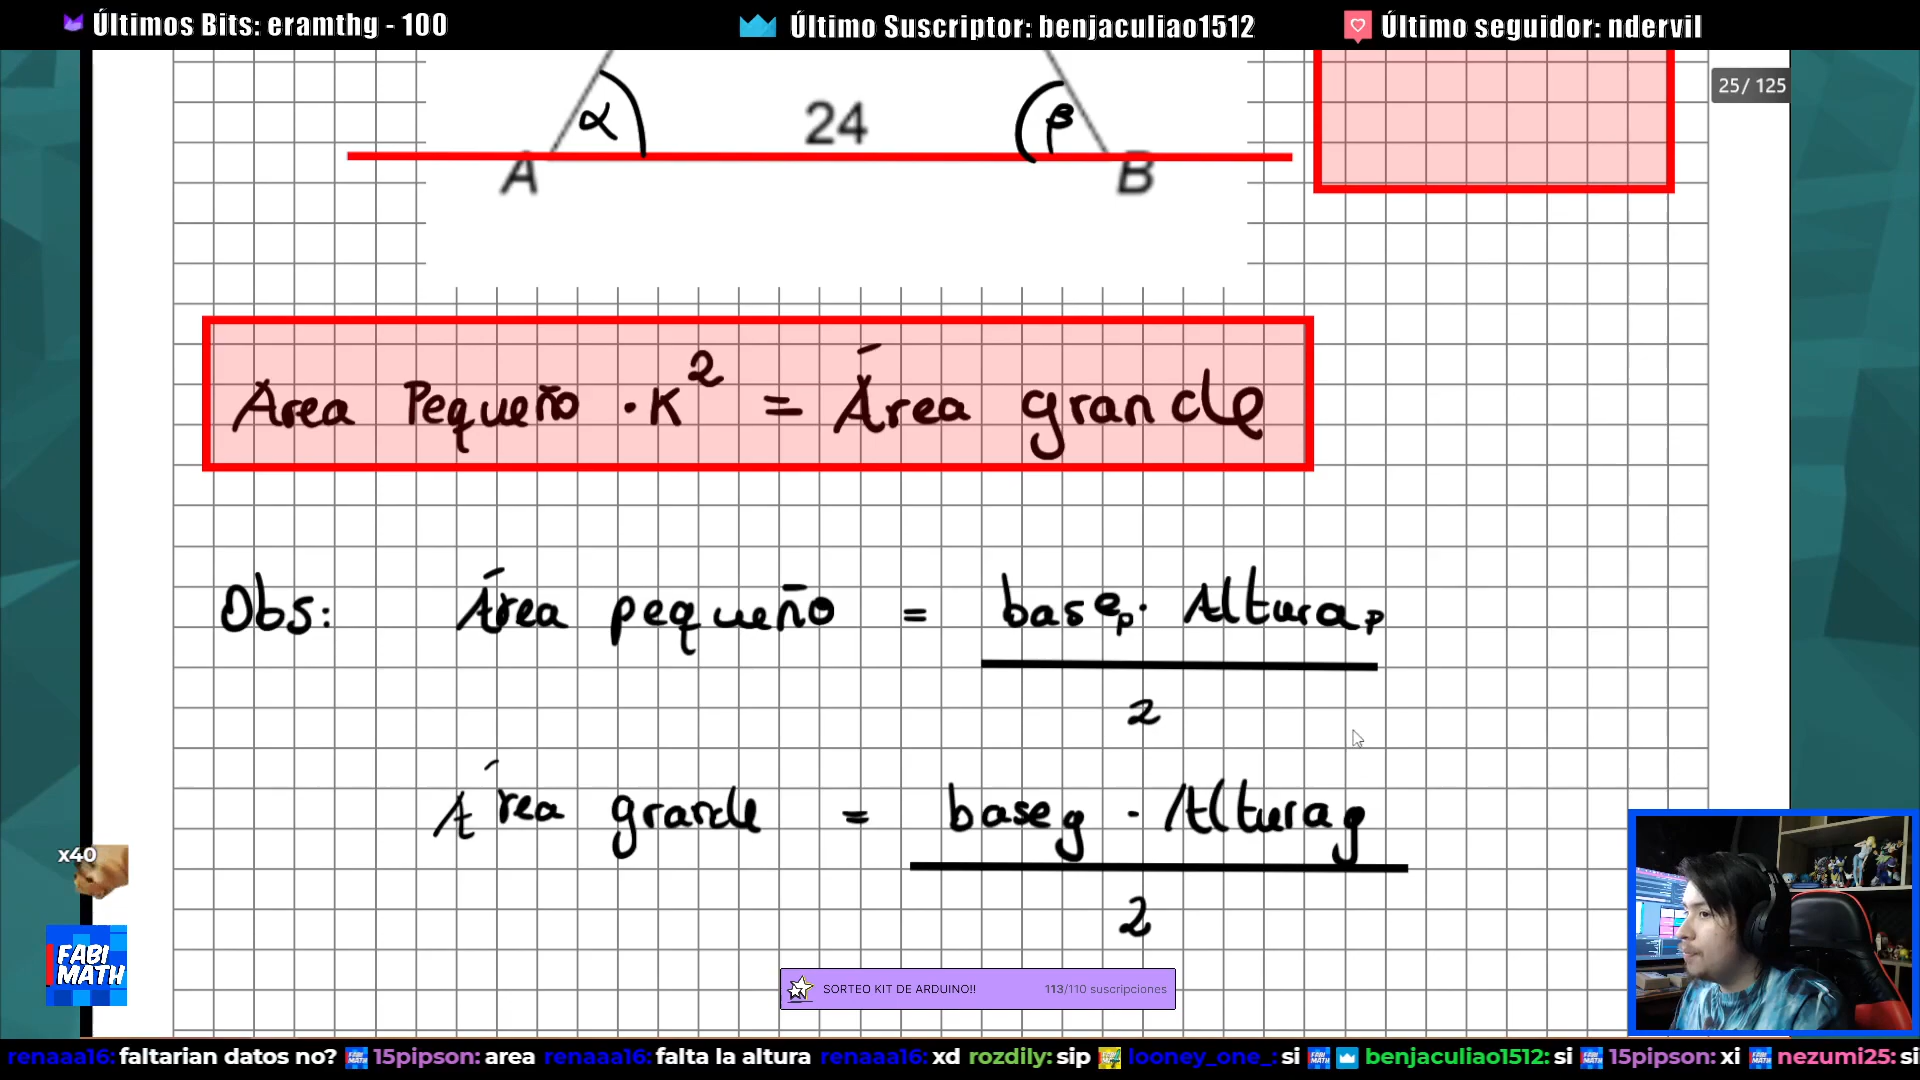 Últimos Bits: eramthg - 100
Último Suscriptor: benjaculiao1512
Último seguidor: ndervil
25/ 125
α
24
β
A
B
Area Pequeño · K² = Área grande
Obs: Área pequeño = baseₚ · Alturaₚ
2
Área grande = base g · Altura g
2
x40
FABI
MATH
SORTEO KIT DE ARDUINO!! 113/110 suscripciones
renaaa16: faltarian datos no? 15pipson: area renaaa16: falta la altura renaaa16: xd rozdily: sip looney_one_: si benjaculiao1512: si 15pipson: xi nezumi25: si